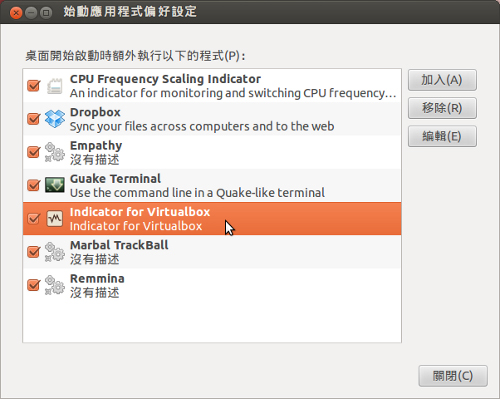 始動應用程式偏好設定
桌面開始啟動時額外執行以下的程式(P)：
CPU Frequency Scaling Indicator
An indicator for monitoring and switching CPU frequency…
Dropbox
Sync your files across computers and to the web
Empathy
沒有描述
Guake Terminal
Use the command line in a Quake-like terminal
Indicator for Virtualbox
Indicator for Virtualbox
Marbal TrackBall
沒有描述
Remmina
沒有描述
加入(A)
移除(R)
編輯(E)
關閉(C)